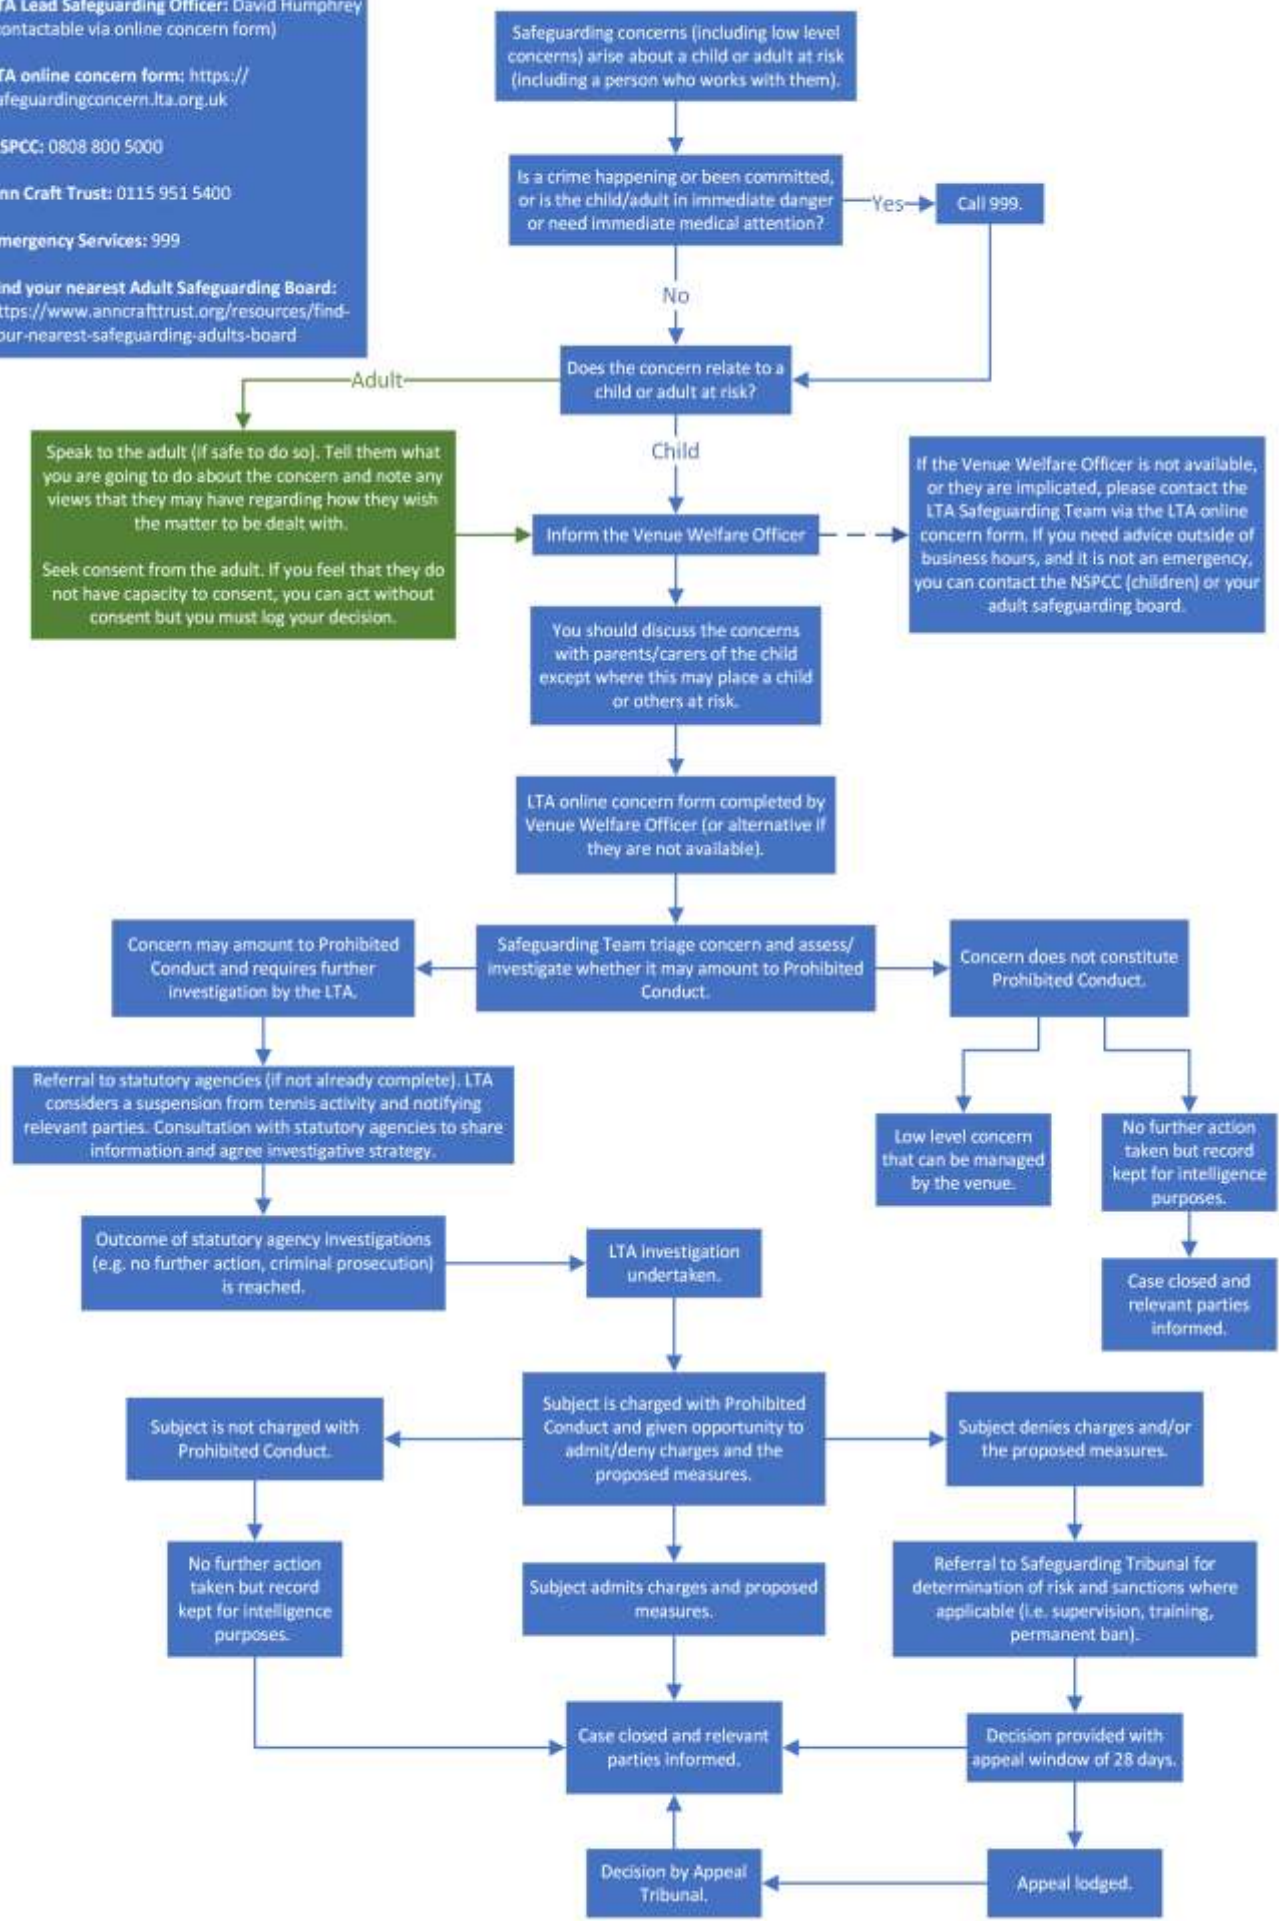 TA Lead Safeguarding Officer: David Humphrey
ontactable via online concern form)
TA online concern form: https://
afeguardingconcern.lta.org.uk
SPCC: 0808 800 5000
nn Craft Trust: 0115 951 5400
mergency Services: 999
ind your nearest Adult Safeguarding Board:
ttps://www.anncrafttrust.org/resources/find-
our-nearest-safeguarding-adults-board
Safeguarding concerns (including low level
concerns) arise about a child or adult at risk
(including a person who works with them).
Is a crime happening or been committed,
or is the child/adult in immediate danger
or need immediate medical attention?
Yes
Call 999.
No
Does the concern relate to a
child or adult at risk?
Adult
Child
Speak to the adult (if safe to do so). Tell them what
you are going to do about the concern and note any
views that they may have regarding how they wish
the matter to be dealt with.
Seek consent from the adult. If you feel that they do
not have capacity to consent, you can act without
consent but you must log your decision.
Inform the Venue Welfare Officer
If the Venue Welfare Officer is not available,
or they are implicated, please contact the
LTA Safeguarding Team via the LTA online
concern form. If you need advice outside of
business hours, and it is not an emergency,
you can contact the NSPCC (children) or your
adult safeguarding board.
You should discuss the concerns
with parents/carers of the child
except where this may place a child
or others at risk.
LTA online concern form completed by
Venue Welfare Officer (or alternative if
they are not available).
Concern may amount to Prohibited
Conduct and requires further
investigation by the LTA.
Safeguarding Team triage concern and assess/
investigate whether it may amount to Prohibited
Conduct.
Concern does not constitute
Prohibited Conduct.
Referral to statutory agencies (if not already complete). LTA
considers a suspension from tennis activity and notifying
relevant parties. Consultation with statutory agencies to share
information and agree investigative strategy.
Low level concern
that can be managed
by the venue.
No further action
taken but record
kept for intelligence
purposes.
Outcome of statutory agency investigations
(e.g. no further action, criminal prosecution)
is reached.
LTA investigation
undertaken.
Case closed and
relevant parties
informed.
Subject is not charged with
Prohibited Conduct.
Subject is charged with Prohibited
Conduct and given opportunity to
admit/deny charges and the
proposed measures.
Subject denies charges and/or
the proposed measures.
No further action
taken but record
kept for intelligence
purposes.
Subject admits charges and proposed
measures.
Referral to Safeguarding Tribunal for
determination of risk and sanctions where
applicable (i.e. supervision, training,
permanent ban).
Case closed and relevant
parties informed.
Decision provided with
appeal window of 28 days.
Decision by Appeal
Tribunal.
Appeal lodged.